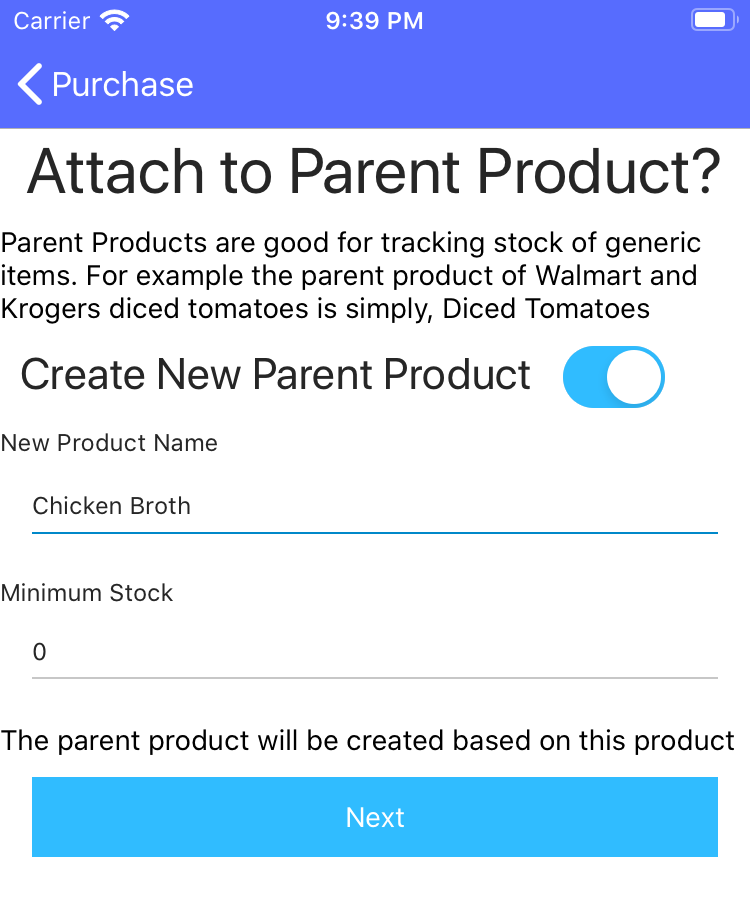 Carrier 9:39 PM
Purchase
Attach to Parent Product?
Parent Products are good for tracking stock of generic
items. For example the parent product of Walmart and
Krogers diced tomatoes is simply, Diced Tomatoes
Create New Parent Product
New Product Name
Chicken Broth
Minimum Stock
0
The parent product will be created based on this product
Next